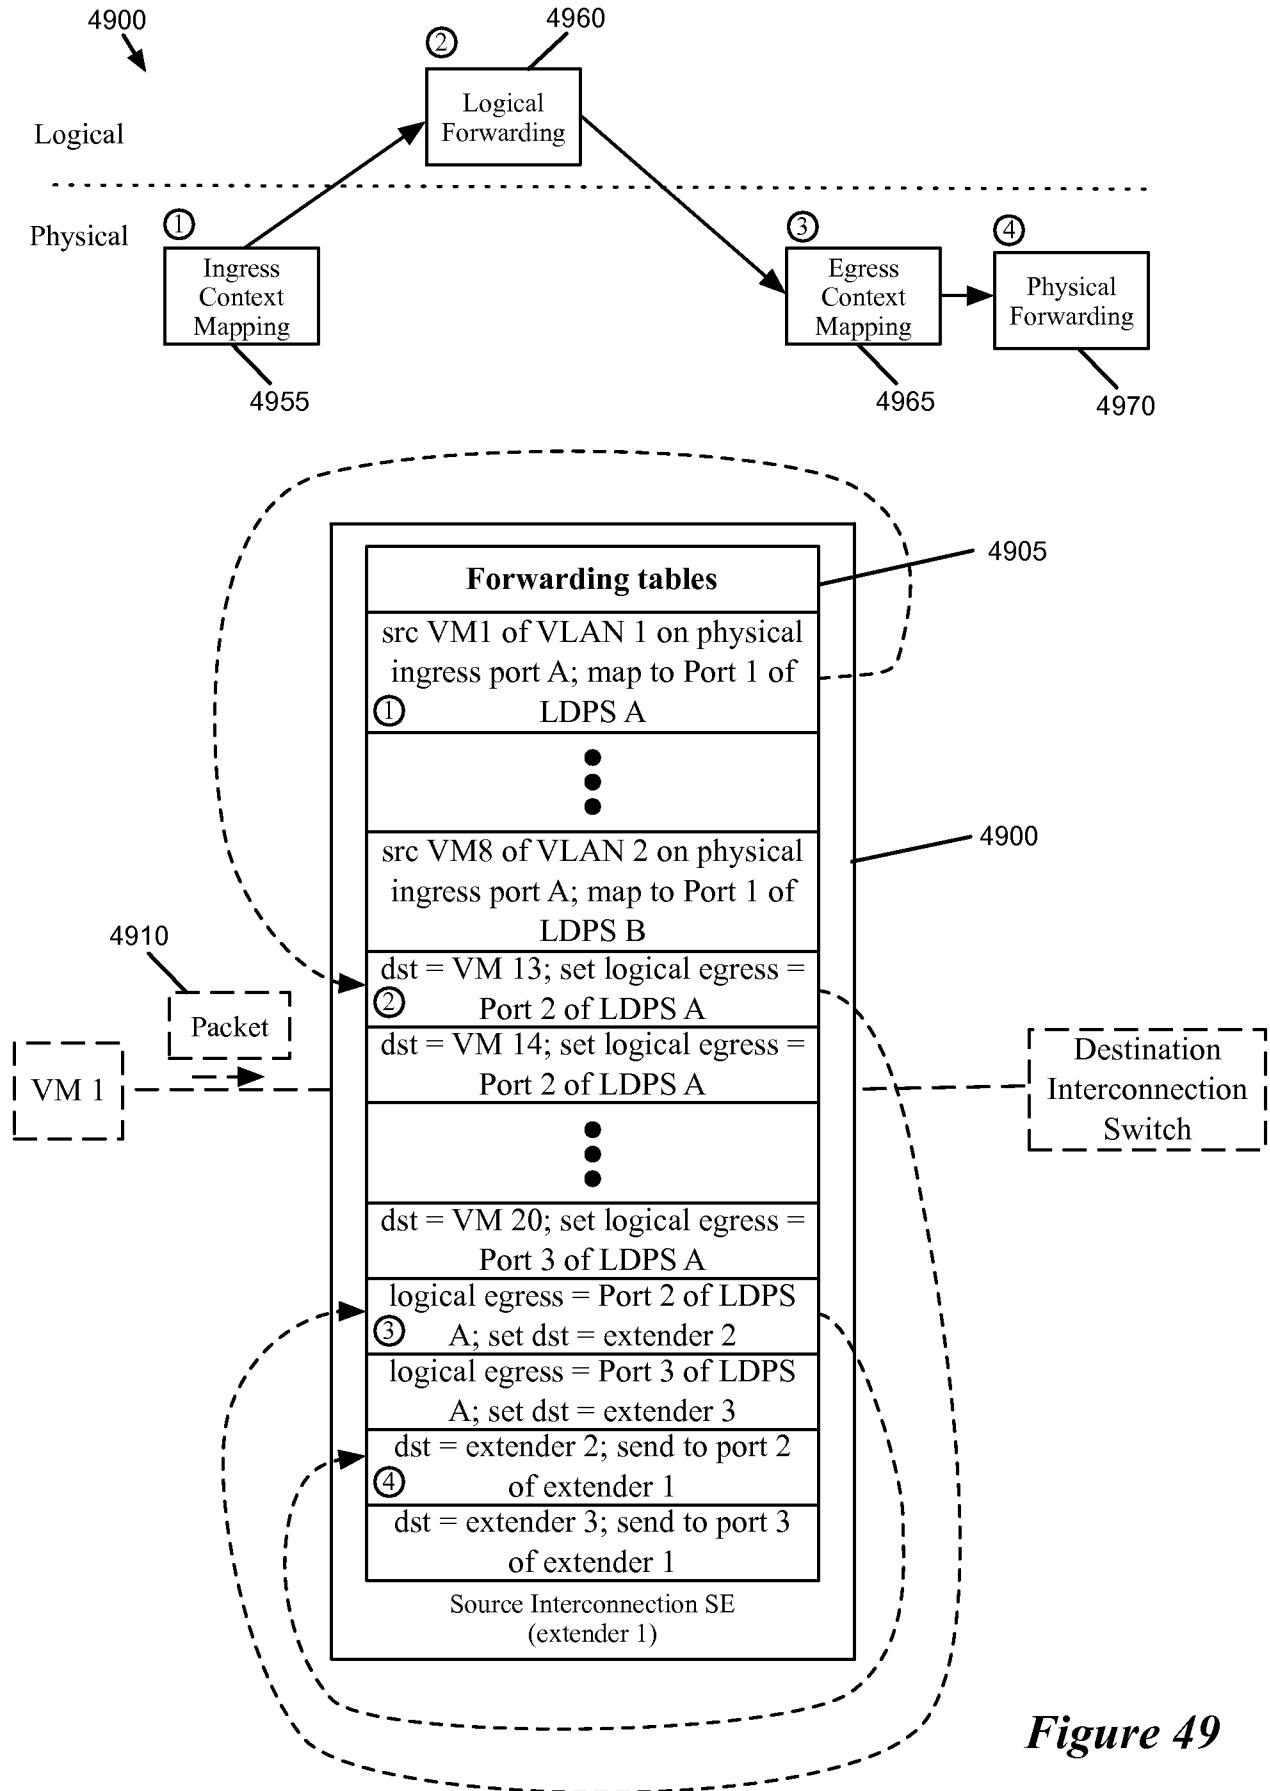 4900
4960
②
Logical
Forwarding
Logical
Physical
①
Ingress
Context
Mapping
4955
③
Egress
Context
Mapping
4965
④
Physical
Forwarding
4970
4905
Forwarding tables
src VM1 of VLAN 1 on physical
ingress port A; map to Port 1 of
① LDPS A
4900
src VM8 of VLAN 2 on physical
ingress port A; map to Port 1 of
LDPS B
4910
Packet
VM 1
dst = VM 13; set logical egress =
② Port 2 of LDPS A
dst = VM 14; set logical egress =
Port 2 of LDPS A
Destination
Interconnection
Switch
dst = VM 20; set logical egress =
Port 3 of LDPS A
logical egress = Port 2 of LDPS
③ A; set dst = extender 2
logical egress = Port 3 of LDPS
A; set dst = extender 3
dst = extender 2; send to port 2
④ of extender 1
dst = extender 3; send to port 3
of extender 1
Source Interconnection SE
(extender 1)
Figure 49